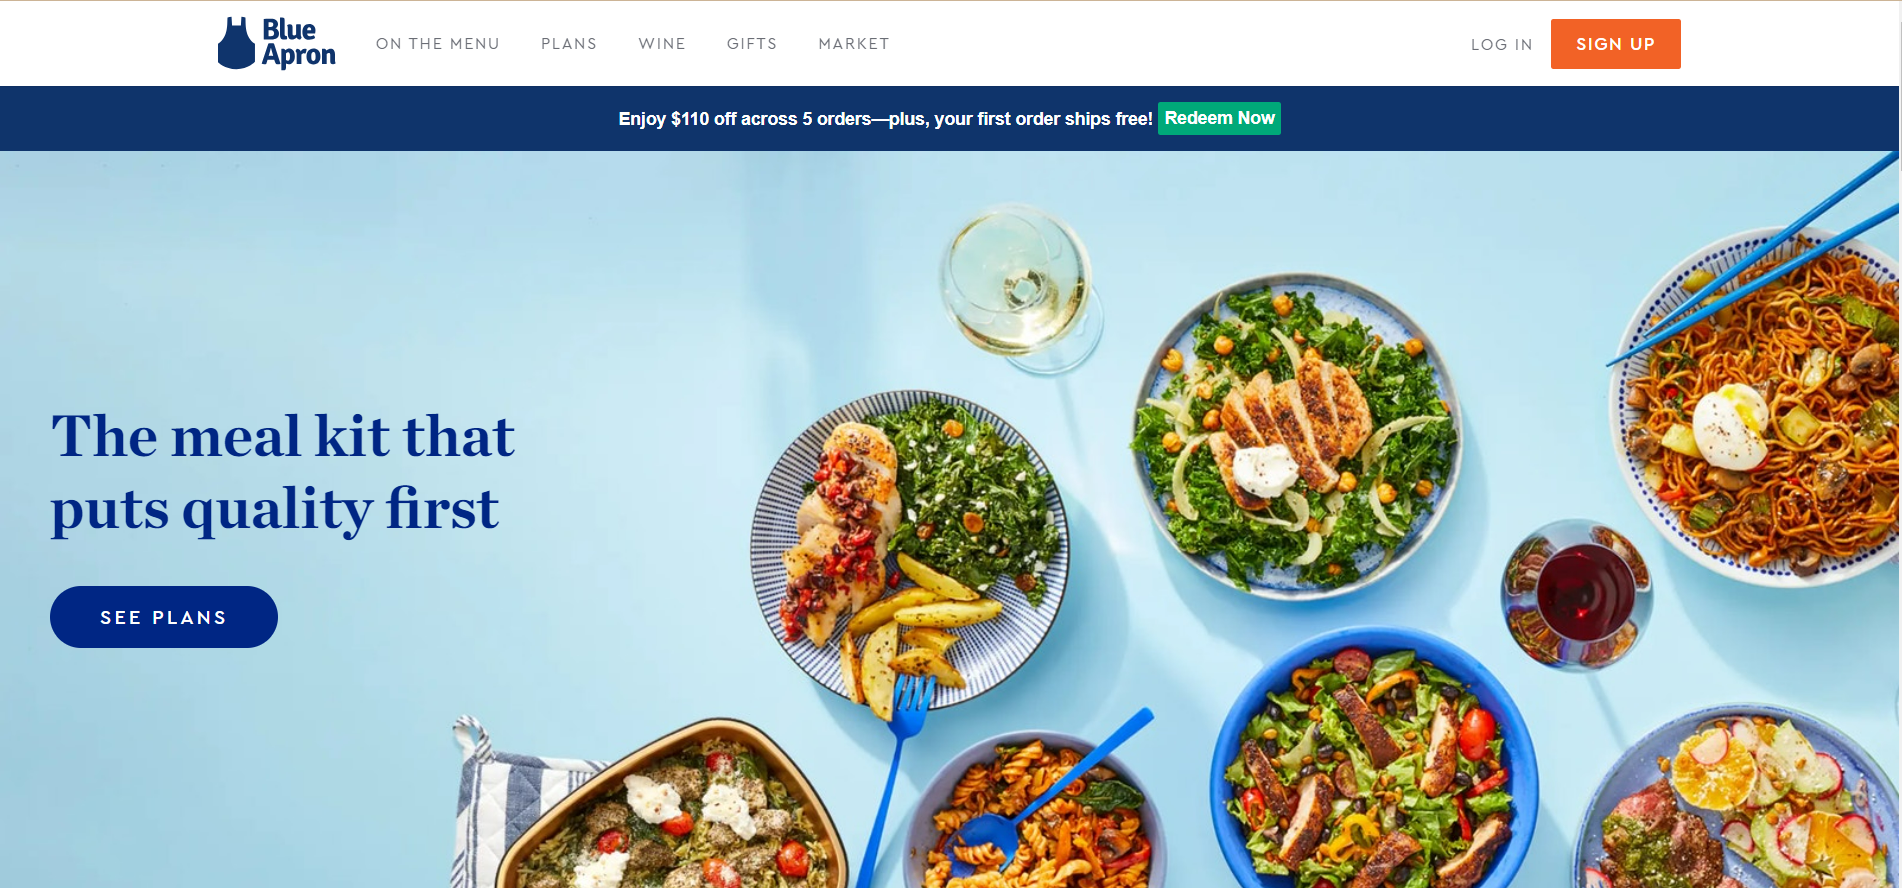 Blue
Apron
ON THE MENU
PLANS
WINE
GIFTS
MARKET
LOG IN
SIGN UP
Enjoy $110 off across 5 orders—plus, your first order ships free! Redeem Now
The meal kit that
puts quality first
SEE PLANS